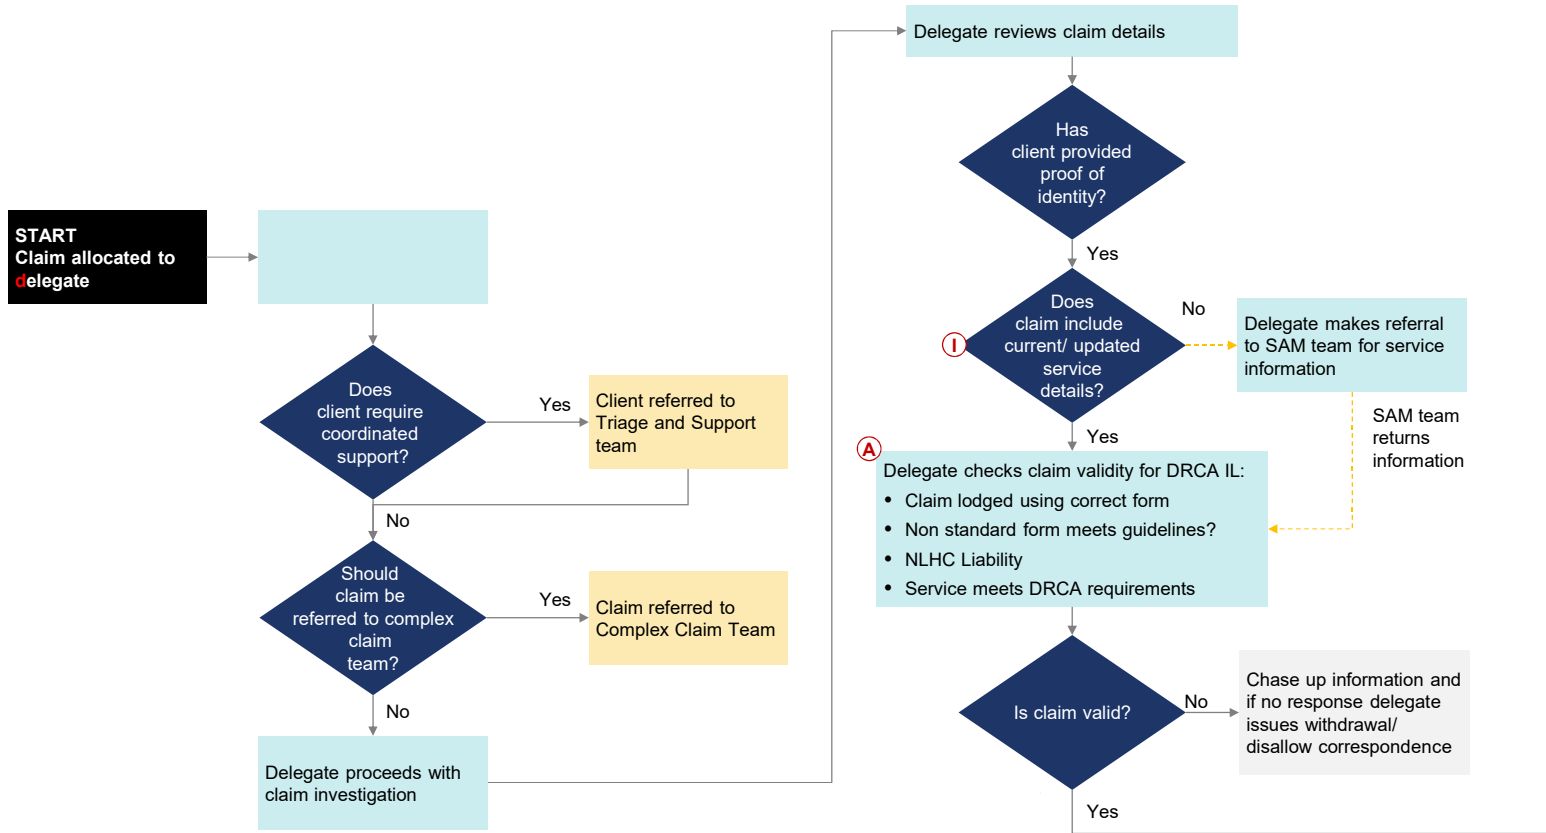 START
Claim allocated to
delegate
Does
client require
coordinated
support?
Yes
Client referred to
Triage and Support
team
No
Should
claim be
referred to complex
claim
team?
Yes
Claim referred to
Complex Claim Team
No
Delegate proceeds with
claim investigation
Delegate reviews claim details
Has
client provided
proof of
identity?
Yes
I
Does
claim include
current/ updated
service
details?
No
Delegate makes referral
to SAM team for service
information
SAM team
returns
information
Yes
A
Delegate checks claim validity for DRCA IL:
• Claim lodged using correct form
• Non standard form meets guidelines?
• NLHC Liability
• Service meets DRCA requirements
Is claim valid?
No
Chase up information and
if no response delegate
issues withdrawal/
disallow correspondence
Yes